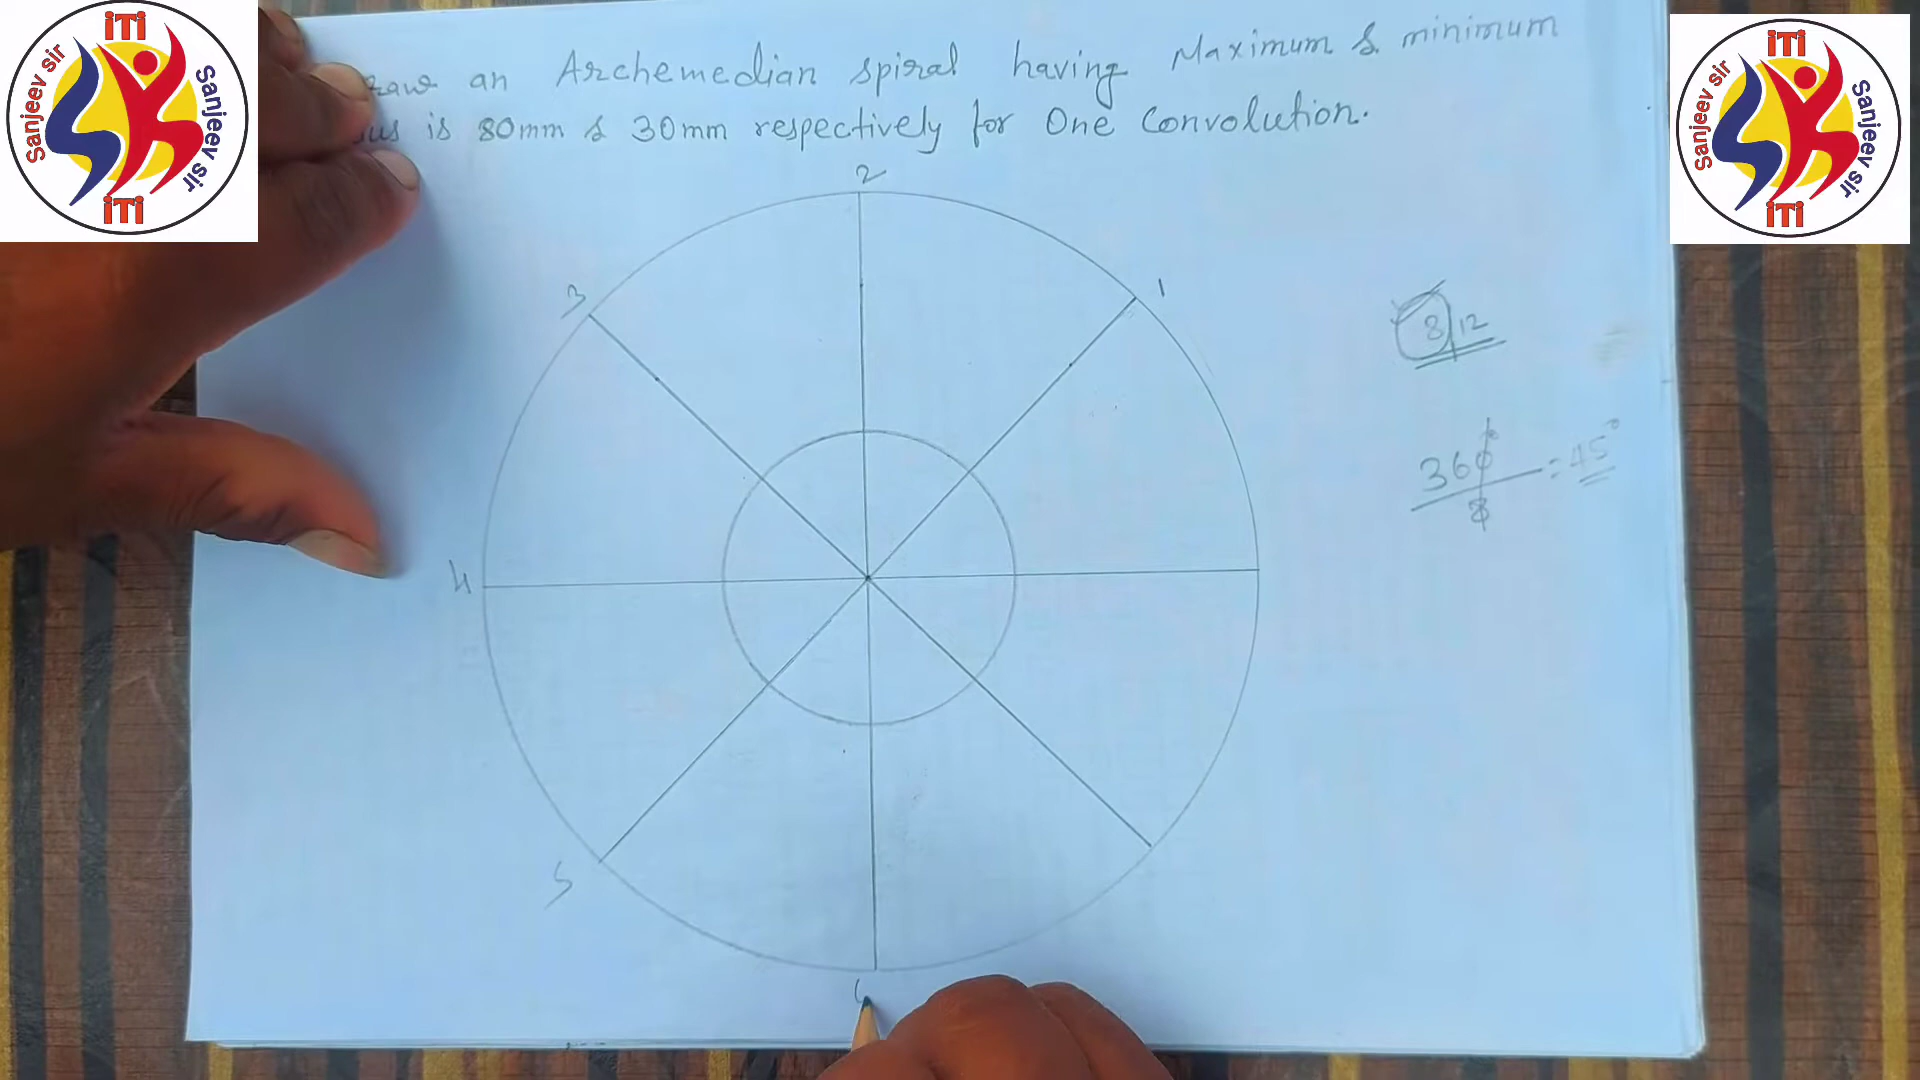 an Archemedian spiral having Maximum & minimum
is 80mm & 30mm respectively for One Convolution.
2
3
1
8/12
360°
= 45°
8
4
5
iTi
Sanjeev sir
Sanjeev sir
iTi
iTi
Sanjeev sir
Sanjeev sir
iTi